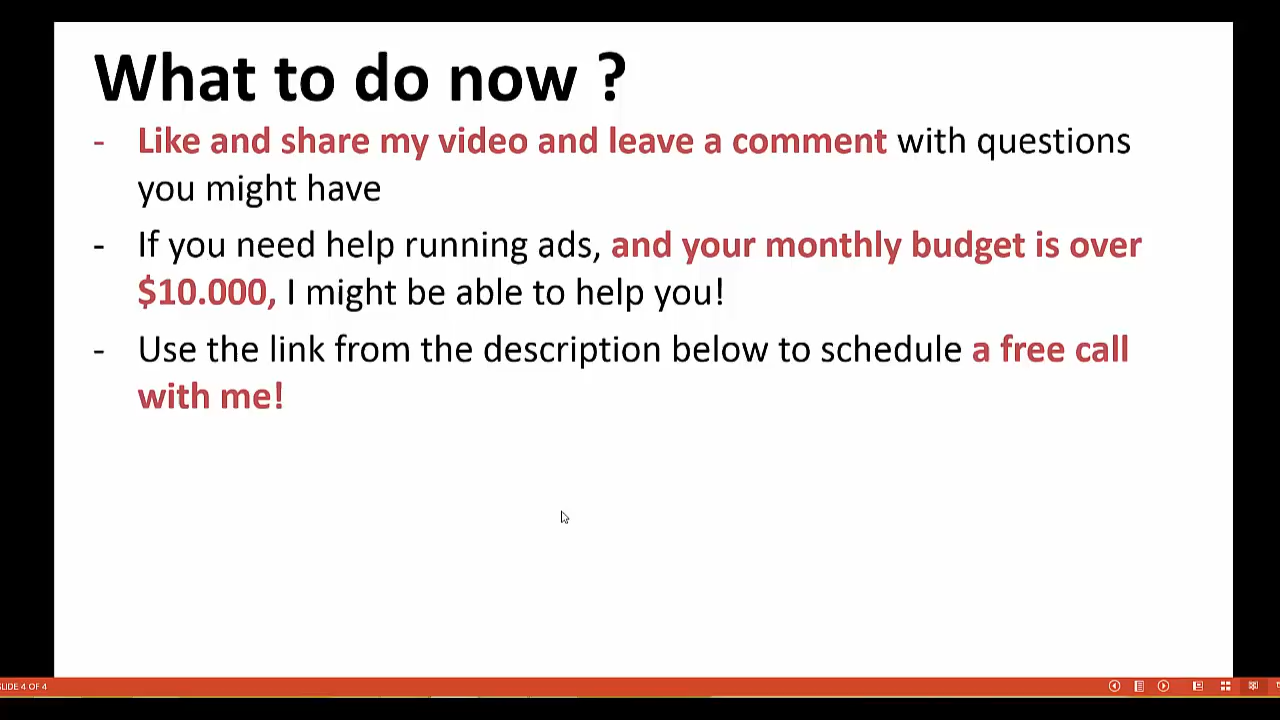 What to do now ?
- Like and share my video and leave a comment with questions
you might have
- If you need help running ads, and your monthly budget is over
$10.000, I might be able to help you!
- Use the link from the description below to schedule a free call
with me!
SLIDE 4 OF 4